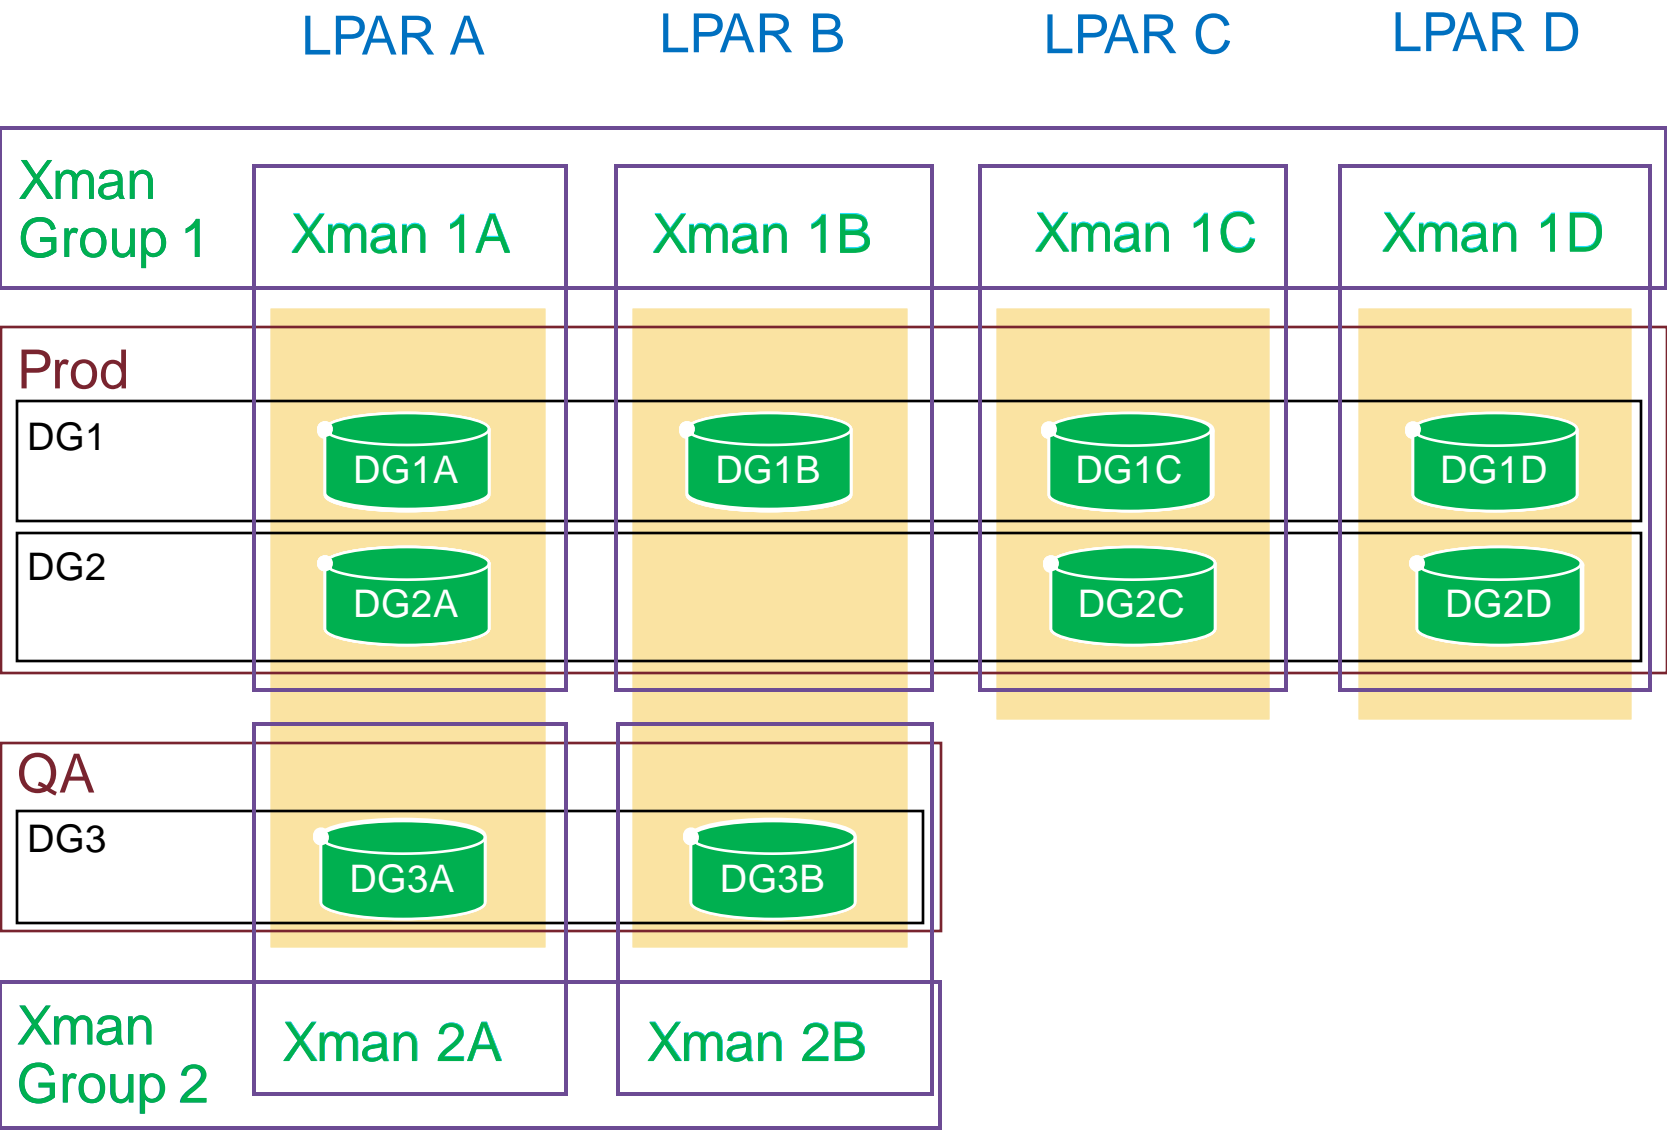 LPAR A
LPAR B
LPAR C
LPAR D
Xman
Group 1
Xman 1A
Xman 1B
Xman 1C
Xman 1D
Prod
DG1
DG1A
DG1B
DG1C
DG1D
DG2
DG2A
DG2C
DG2D
QA
DG3
DG3A
DG3B
Xman
Group 2
Xman 2A
Xman 2B